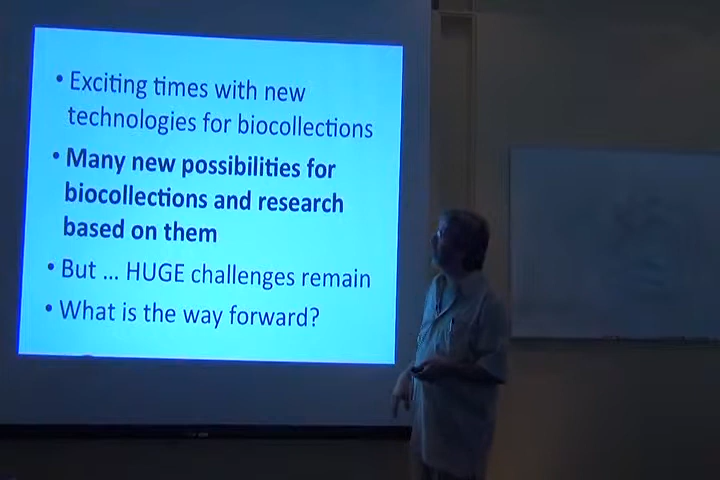 • Exciting times with new
technologies for biocollections
• Many new possibilities for
biocollections and research
based on them
• But ... HUGE challenges remain
• What is the way forward?